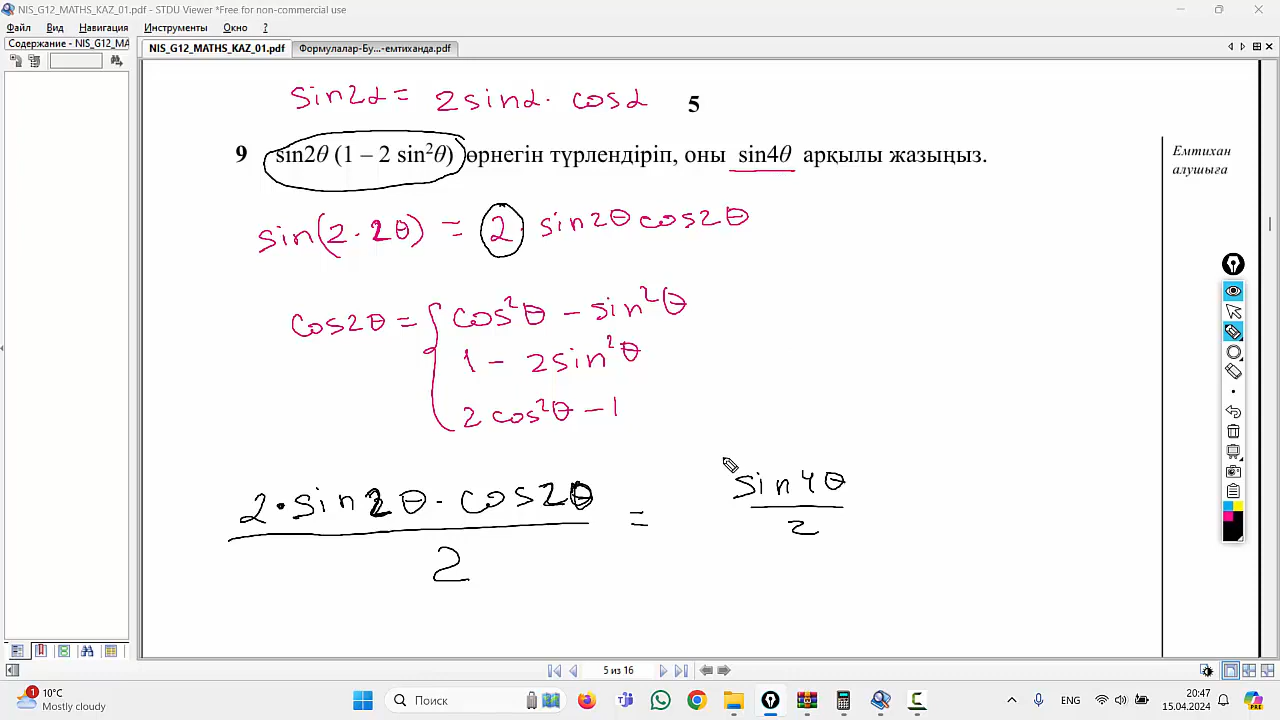 NIS_G12_MATHS_KAZ_01.pdf - STDU Viewer *Free for non-commercial use
Файл Вид Навигация Инструменты Окно ?
Содержание - NIS_G12_MA
NIS_G12_MATHS_KAZ_01.pdf
Формулалар-Бу...-емтиханда.pdf
sin2α = 2sinα · cosα
5
9 sin2θ (1 – 2 sin²θ) өрнегін түрлендіріп, оны sin4θ арқылы жазыңыз.
Емтихан
алушыға
sin(2·2θ) = 2· sin2θ cos2θ
cos2θ = { cos²θ – sin²θ
1 – 2sin²θ
2cos²θ – 1
2·sin2θ·cos2θ
2
=
sin4θ
2
5 из 16
10°C
Mostly cloudy
1
Поиск
ENG
20:47
15.04.2024
PRE